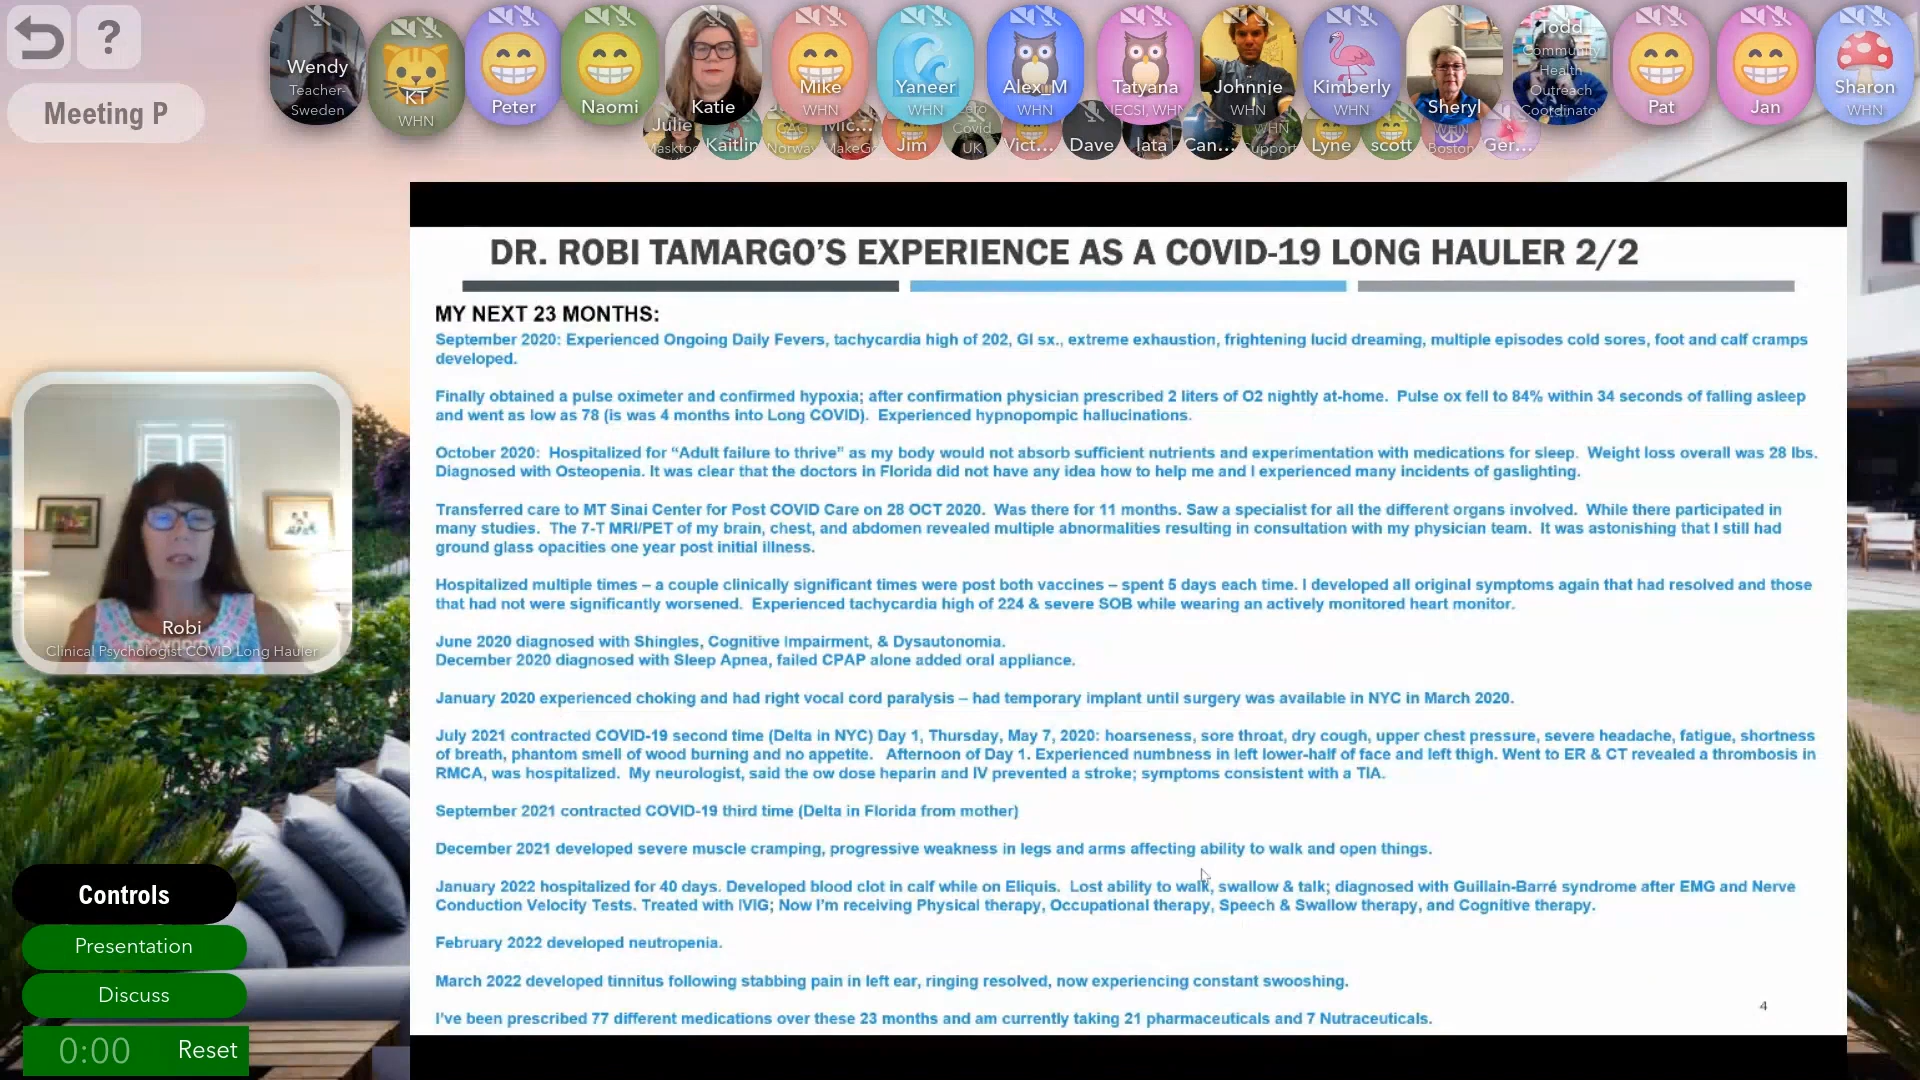 ?
Meeting P
Wendy
Teacher-
Sweden
KT
WHN
Peter
Naomi
Katie
Mike
WHN
Yaneer
WHN
Alex_M
WHN
Tatyana
Johnnie
WHN
Kimberly
WHN
Sheryl
Todd
Community
Health
Outreach
Coordinator
Pat
Jan
Sharon
WHN
Julie
Kaitlin
Norway
Jim
Covid
UK
Vict...
Dave
lata
Can...
WHN
Support
Lyne
scott
WHN
Boston
Ger...
DR. ROBI TAMARGO'S EXPERIENCE AS A COVID-19 LONG HAULER 2/2
MY NEXT 23 MONTHS:
September 2020: Experienced Ongoing Daily Fevers, tachycardia high of 202, GI sx., extreme exhaustion, frightening lucid dreaming, multiple episodes cold sores, foot and calf cramps
developed.
Finally obtained a pulse oximeter and confirmed hypoxia; after confirmation physician prescribed 2 liters of O2 nightly at-home. Pulse ox fell to 84% within 34 seconds of falling asleep
and went as low as 78 (is was 4 months into Long COVID). Experienced hypnopompic hallucinations.
October 2020: Hospitalized for “Adult failure to thrive” as my body would not absorb sufficient nutrients and experimentation with medications for sleep. Weight loss overall was 28 lbs.
Diagnosed with Osteopenia. It was clear that the doctors in Florida did not have any idea how to help me and I experienced many incidents of gaslighting.
Transferred care to MT Sinai Center for Post COVID Care on 28 OCT 2020. Was there for 11 months. Saw a specialist for all the different organs involved. While there participated in
many studies. The 7-T MRI/PET of my brain, chest, and abdomen revealed multiple abnormalities resulting in consultation with my physician team. It was astonishing that I still had
ground glass opacities one year post initial illness.
Hospitalized multiple times – a couple clinically significant times were post both vaccines – spent 5 days each time. I developed all original symptoms again that had resolved and those
that had not were significantly worsened. Experienced tachycardia high of 224 & severe SOB while wearing an actively monitored heart monitor.
June 2020 diagnosed with Shingles, Cognitive Impairment, & Dysautonomia.
December 2020 diagnosed with Sleep Apnea, failed CPAP alone added oral appliance.
January 2020 experienced choking and had right vocal cord paralysis – had temporary implant until surgery was available in NYC in March 2020.
July 2021 contracted COVID-19 second time (Delta in NYC) Day 1, Thursday, May 7, 2020: hoarseness, sore throat, dry cough, upper chest pressure, severe headache, fatigue, shortness
of breath, phantom smell of wood burning and no appetite. Afternoon of Day 1. Experienced numbness in left lower-half of face and left thigh. Went to ER & CT revealed a thrombosis in
RMCA, was hospitalized. My neurologist, said the ow dose heparin and IV prevented a stroke; symptoms consistent with a TIA.
September 2021 contracted COVID-19 third time (Delta in Florida from mother)
December 2021 developed severe muscle cramping, progressive weakness in legs and arms affecting ability to walk and open things.
January 2022 hospitalized for 40 days. Developed blood clot in calf while on Eliquis. Lost ability to walk, swallow & talk; diagnosed with Guillain-Barré syndrome after EMG and Nerve
Conduction Velocity Tests. Treated with IVIG; Now I'm receiving Physical therapy, Occupational therapy, Speech & Swallow therapy, and Cognitive therapy.
February 2022 developed neutropenia.
March 2022 developed tinnitus following stabbing pain in left ear, ringing resolved, now experiencing constant swooshing.
I've been prescribed 77 different medications over these 23 months and am currently taking 21 pharmaceuticals and 7 Nutraceuticals.
4
Robi
Clinical Psychologist COVID Long Hauler
Controls
Presentation
Discuss
0:00 Reset